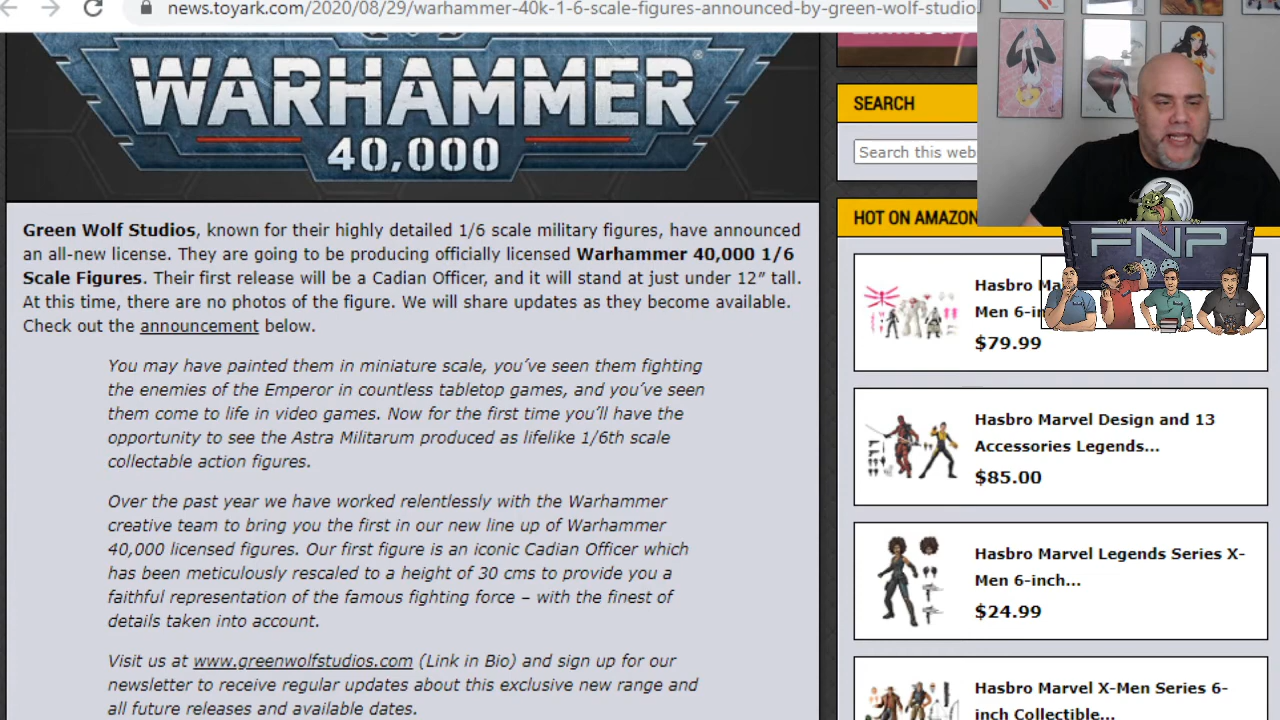 news.toyark.com/2020/08/29/warhammer-40k-1-6-scale-figures-announced-by-green-wolf-studio
WARHAMMER®
40,000
Green Wolf Studios, known for their highly detailed 1/6 scale military figures, have announced
an all-new license. They are going to be producing officially licensed Warhammer 40,000 1/6
Scale Figures. Their first release will be a Cadian Officer, and it will stand at just under 12” tall.
At this time, there are no photos of the figure. We will share updates as they become available.
Check out the announcement below.
You may have painted them in miniature scale, you’ve seen them fighting
the enemies of the Emperor in countless tabletop games, and you’ve seen
them come to life in video games. Now for the first time you’ll have the
opportunity to see the Astra Militarum produced as lifelike 1/6th scale
collectable action figures.
Over the past year we have worked relentlessly with the Warhammer
creative team to bring you the first in our new line up of Warhammer
40,000 licensed figures. Our first figure is an iconic Cadian Officer which
has been meticulously rescaled to a height of 30 cms to provide you a
faithful representation of the famous fighting force – with the finest of
details taken into account.
Visit us at www.greenwolfstudios.com (Link in Bio) and sign up for our
newsletter to receive regular updates about this exclusive new range and
all future releases and available dates.
SEARCH
Search this web
HOT ON AMAZON
FNP
Hasbro Ma
Men 6-in
$79.99
Hasbro Marvel Design and 13
Accessories Legends...
$85.00
Hasbro Marvel Legends Series X-
Men 6-inch...
$24.99
Hasbro Marvel X-Men Series 6-
inch Collectible...